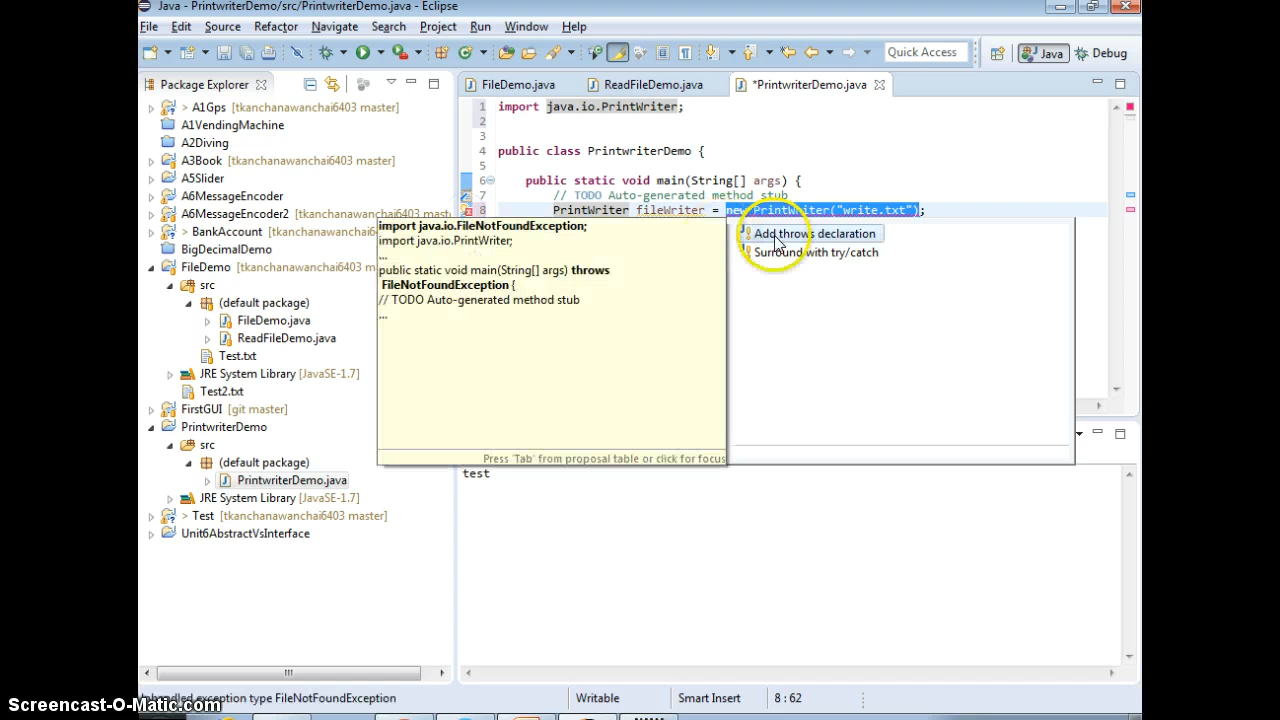 Java - PrintwriterDemo/src/PrintwriterDemo.java - Eclipse
File Edit Source Refactor Navigate Search Project Run Window Help
Quick Access
Java
Debug
Package Explorer
FileDemo.java
ReadFileDemo.java
*PrintwriterDemo.java
A1Gps [tkanchanawanchai6403 master]
A1VendingMachine
A2Diving
A3Book [tkanchanawanchai6403 master]
A5Slider
A6MessageEncoder [tkanchanawanchai6403
> A6MessageEncoder2 [tkanchanawanchai6403
> BankAccount [tkanchanawanchai6403
BigDecimalDemo
FileDemo [tkanchanawanchai6403
src
(default package)
FileDemo.java
ReadFileDemo.java
Test.txt
JRE System Library [JavaSE-1.7]
Test2.txt
FirstGUI [git master]
PrintwriterDemo
src
(default package)
PrintwriterDemo.java
JRE System Library [JavaSE-1.7]
> Test [tkanchanawanchai6403 master]
Unit6AbstractVsInterface
1 import java.io.PrintWriter;
2
3
4 public class PrintwriterDemo {
5
6 public static void main(String[] args) {
7 // TODO Auto-generated method stub
8 PrintWriter fileWriter = new PrintWriter("write.txt");
import java.io.FileNotFoundException;
import java.io.PrintWriter;
...
public static void main(String[] args) throws
FileNotFoundException {
// TODO Auto-generated method stub
...
Press 'Tab' from proposal table or click for focus
Add throws declaration
Surround with try/catch
test
exception type FileNotFoundException
Writable
Smart Insert
8 : 62
Screencast-O-Matic.com